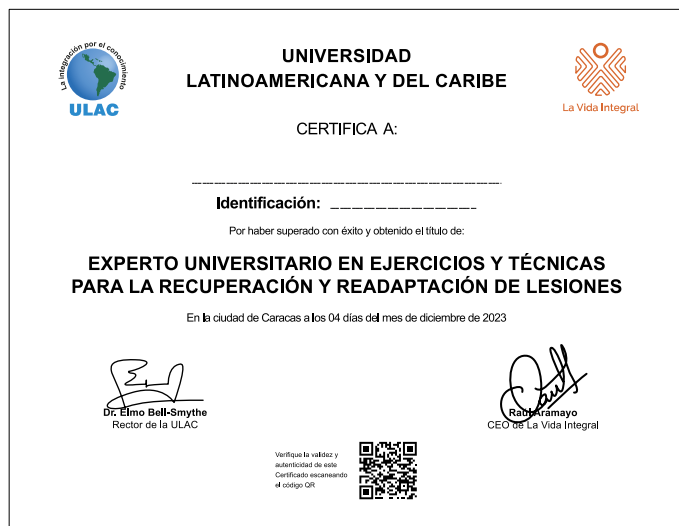 La integración por el conocimiento
ULAC
UNIVERSIDAD
LATINOAMERICANA Y DEL CARIBE
La Vida Integral
CERTIFICA A:
Identificación:
Por haber superado con éxito y obtenido el título de:
EXPERTO UNIVERSITARIO EN EJERCICIOS Y TÉCNICAS
PARA LA RECUPERACIÓN Y READAPTACIÓN DE LESIONES
En la ciudad de Caracas a los 04 días del mes de diciembre de 2023
Dr. Elmo Bell-Smythe
Rector de la ULAC
Raúl Aramayo
CEO de La Vida Integral
Verifique la validez y
autenticidad de este
Certificado escaneando
el código QR